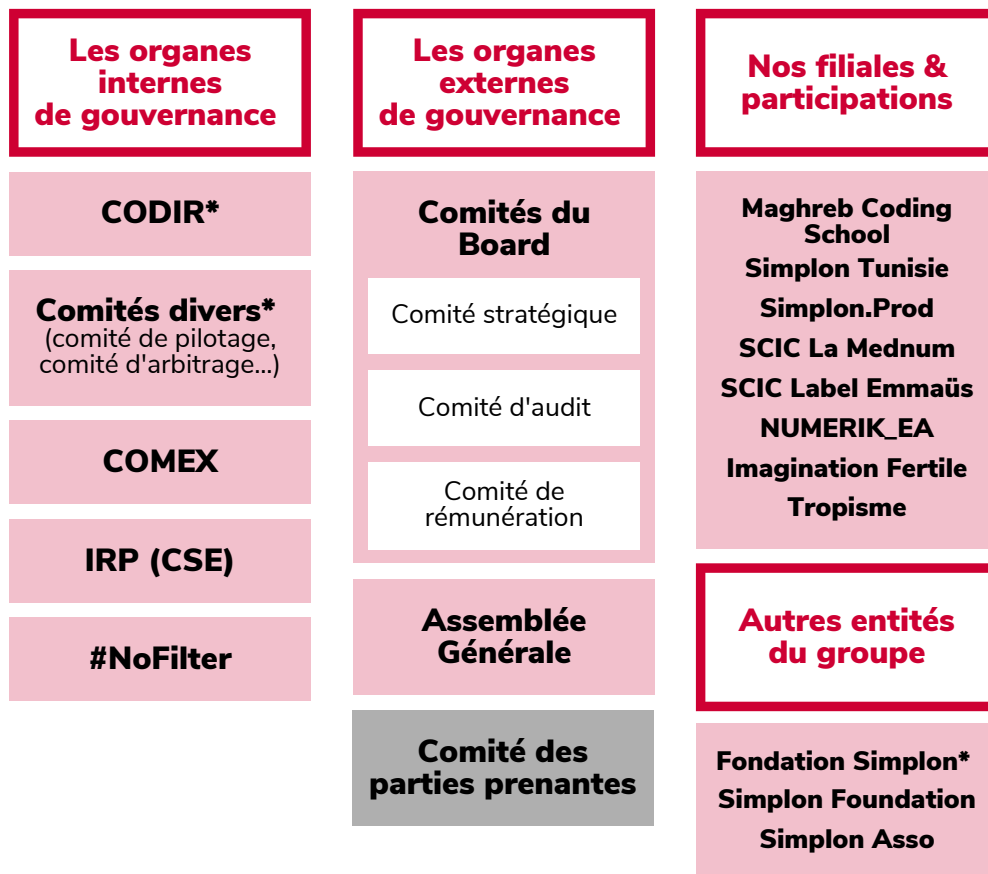 Les organes
internes
de gouvernance
CODIR*
Comités divers*
(comité de pilotage,
comité d'arbitrage...)
COMEX
IRP (CSE)
#NoFilter
Les organes
externes
de gouvernance
Comités du
Board
Comité stratégique
Comité d'audit
Comité de
rémunération
Assemblée
Générale
Comité des
parties prenantes
Nos filiales &
participations
Maghreb Coding
School
Simplon Tunisie
Simplon.Prod
SCIC La Mednum
SCIC Label Emmaüs
NUMERIK_EA
Imagination Fertile
Tropisme
Autres entités
du groupe
Fondation Simplon*
Simplon Foundation
Simplon Asso